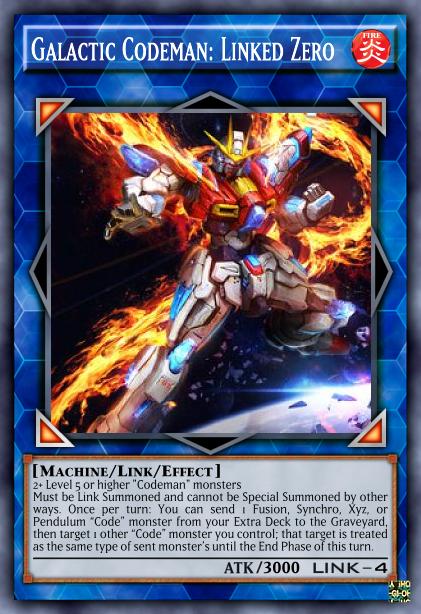 GALACTIC CODEMAN: LINKED ZERO
FIRE
炎
[MACHINE/LINK/EFFECT]
2+ Level 5 or higher "Codeman" monsters
Must be Link Summoned and cannot be Special Summoned by other
ways. Once per turn: You can send 1 Fusion, Synchro, Xyz, or
Pendulum “Code” monster from your Extra Deck to the Graveyard,
then target 1 other “Code” monster you control; that target is treated
as the same type of sent monster’s until the End Phase of this turn.
ATK/3000 LINK-4